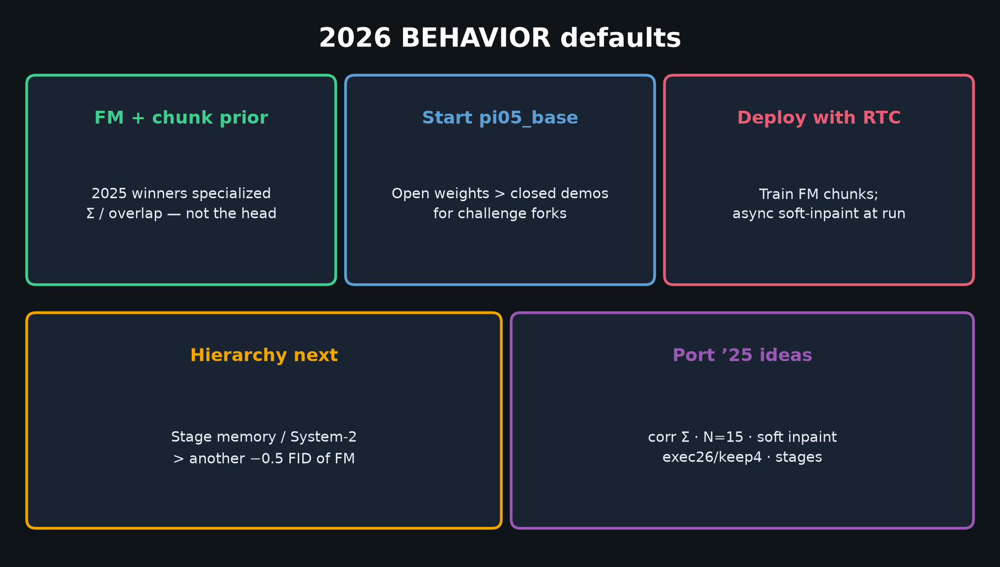 2026 BEHAVIOR defaults
FM + chunk prior
2025 winners specialized
Σ / overlap — not the head
Start pi05_base
Open weights > closed demos
for challenge forks
Deploy with RTC
Train FM chunks;
async soft-inpaint at run
Hierarchy next
Stage memory / System-2
> another −0.5 FID of FM
Port ’25 ideas
corr Σ · N=15 · soft inpaint
exec26/keep4 · stages